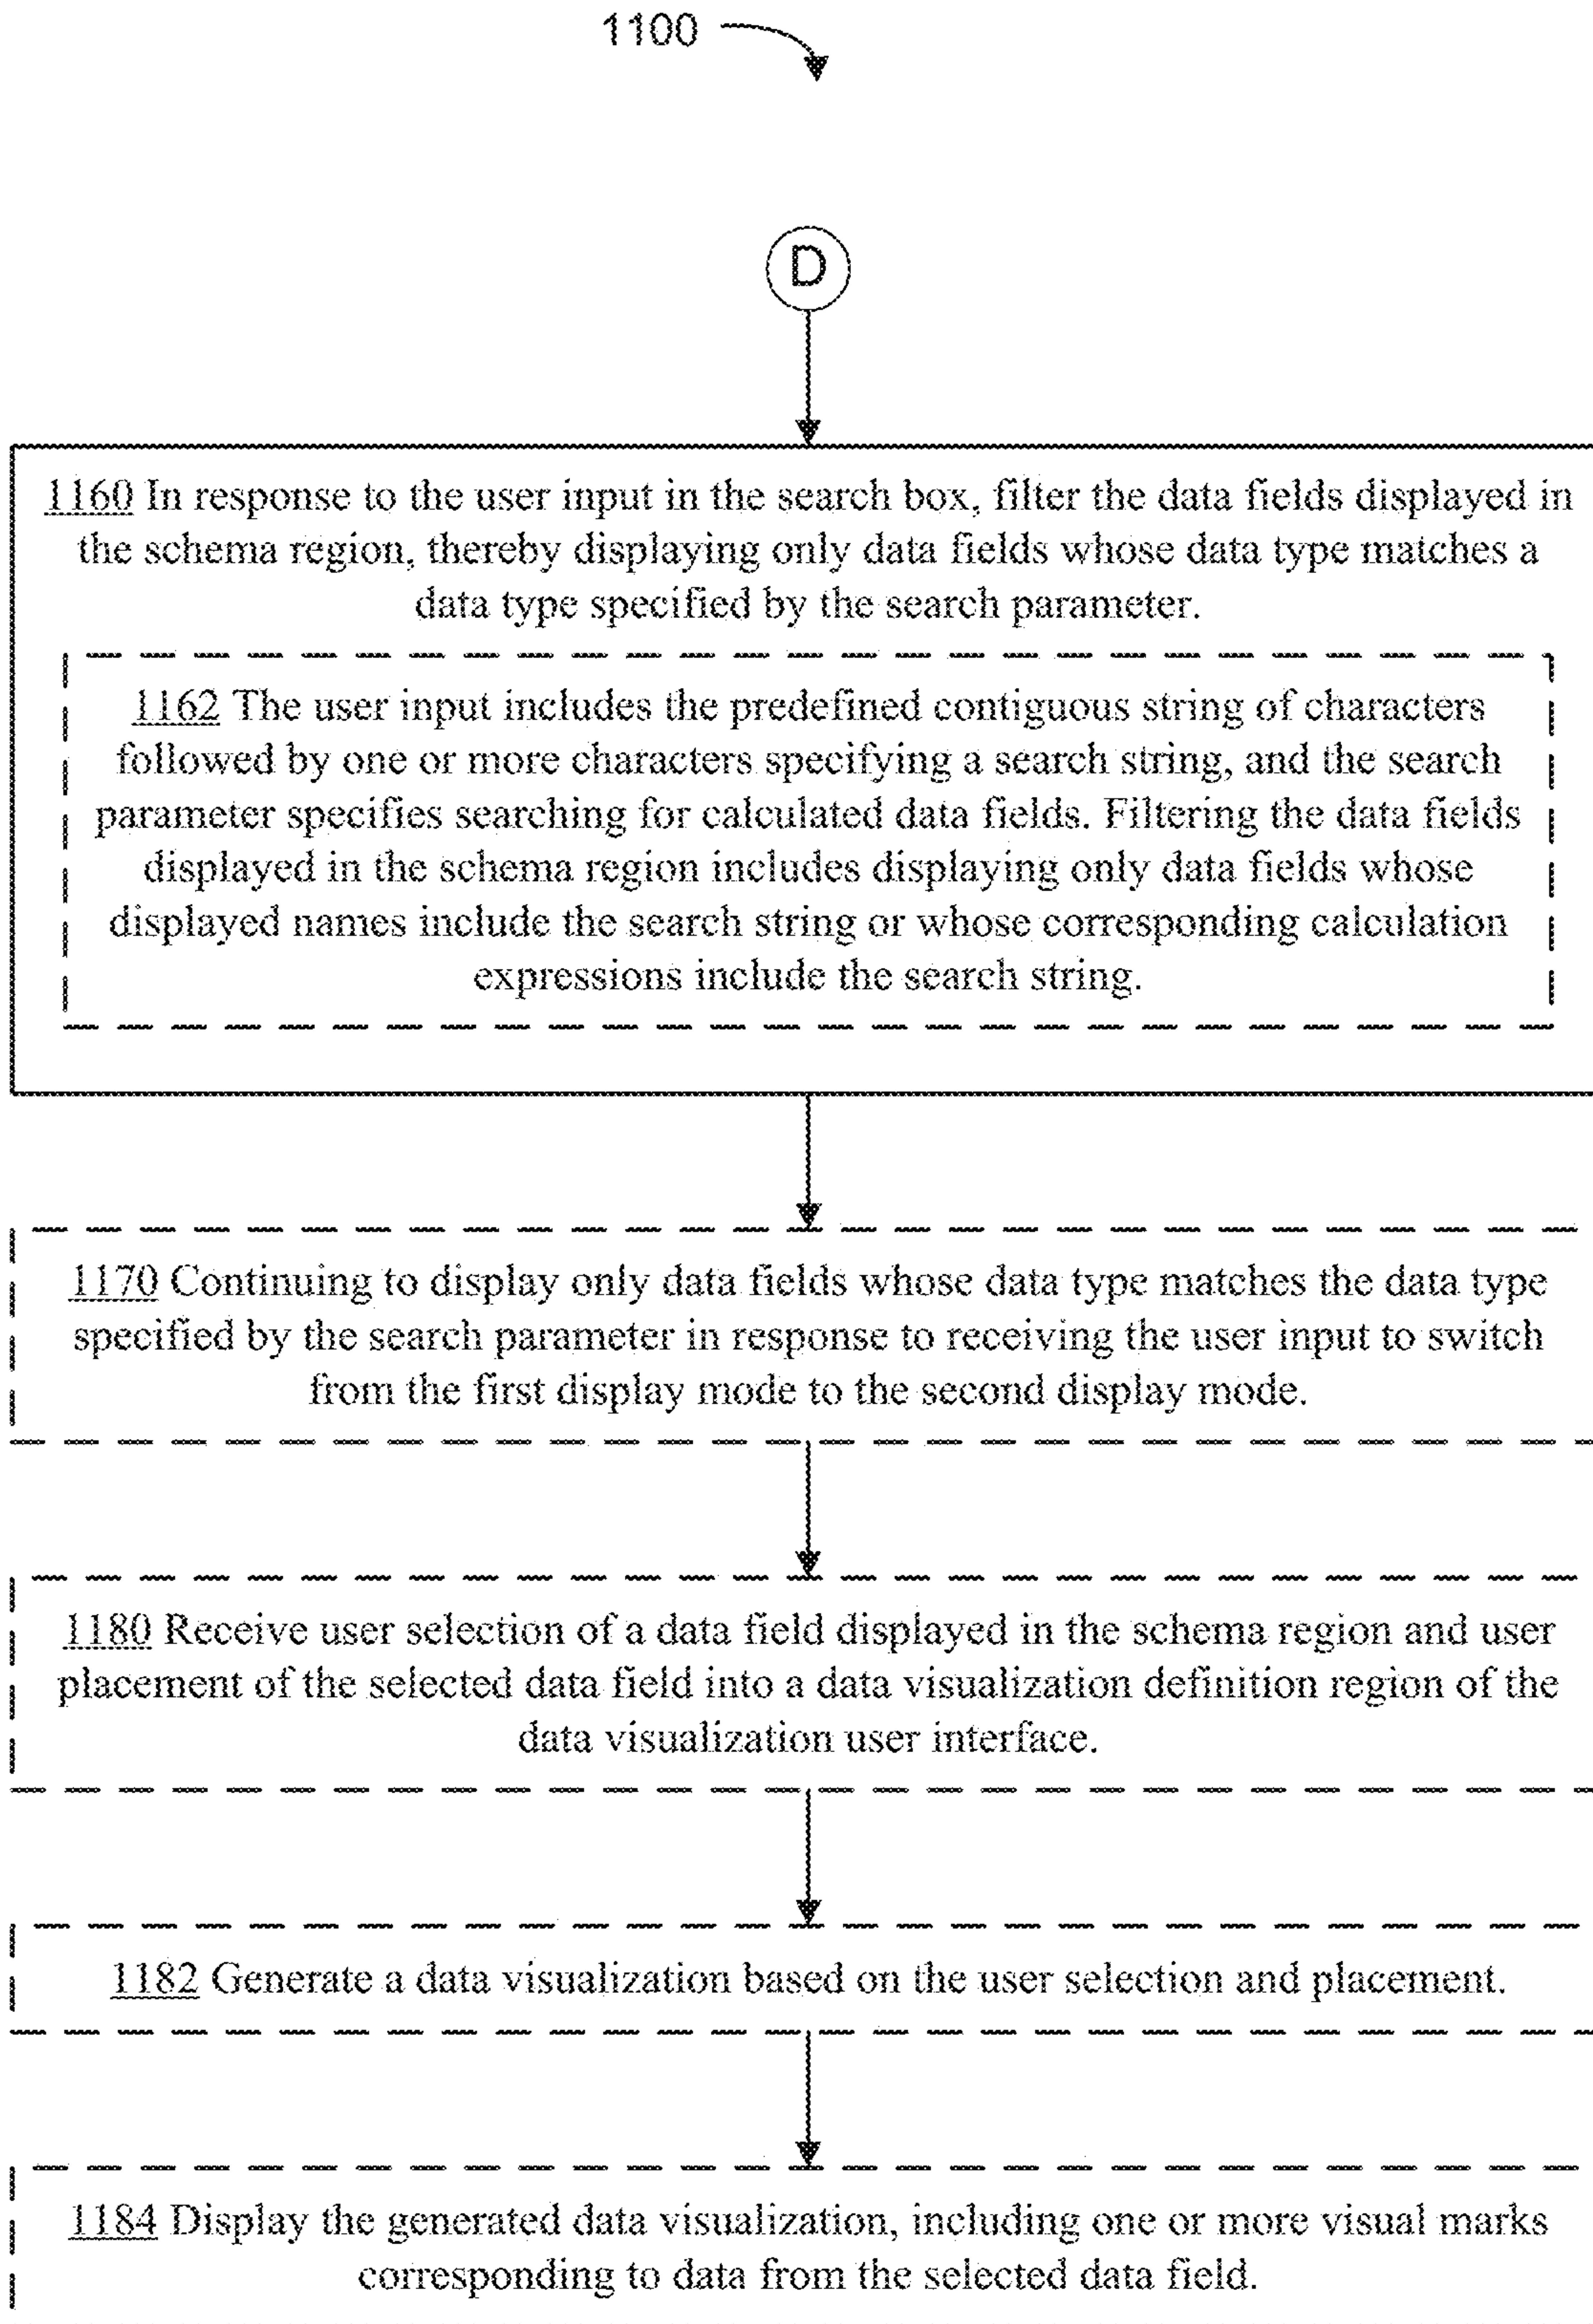 1100
D
1160 In response to the user input in the search box, filter the data fields displayed in
the schema region, thereby displaying only data fields whose data type matches a
data type specified by the search parameter.
1162 The user input includes the predefined contiguous string of characters
followed by one or more characters specifying a search string, and the search
parameter specifies searching for calculated data fields. Filtering the data fields
displayed in the schema region includes displaying only data fields whose
displayed names include the search string or whose corresponding calculation
expressions include the search string.
1170 Continuing to display only data fields whose data type matches the data type
specified by the search parameter in response to receiving the user input to switch
from the first display mode to the second display mode.
1180 Receive user selection of a data field displayed in the schema region and user
placement of the selected data field into a data visualization definition region of the
data visualization user interface.
1182 Generate a data visualization based on the user selection and placement.
1184 Display the generated data visualization, including one or more visual marks
corresponding to data from the selected data field.